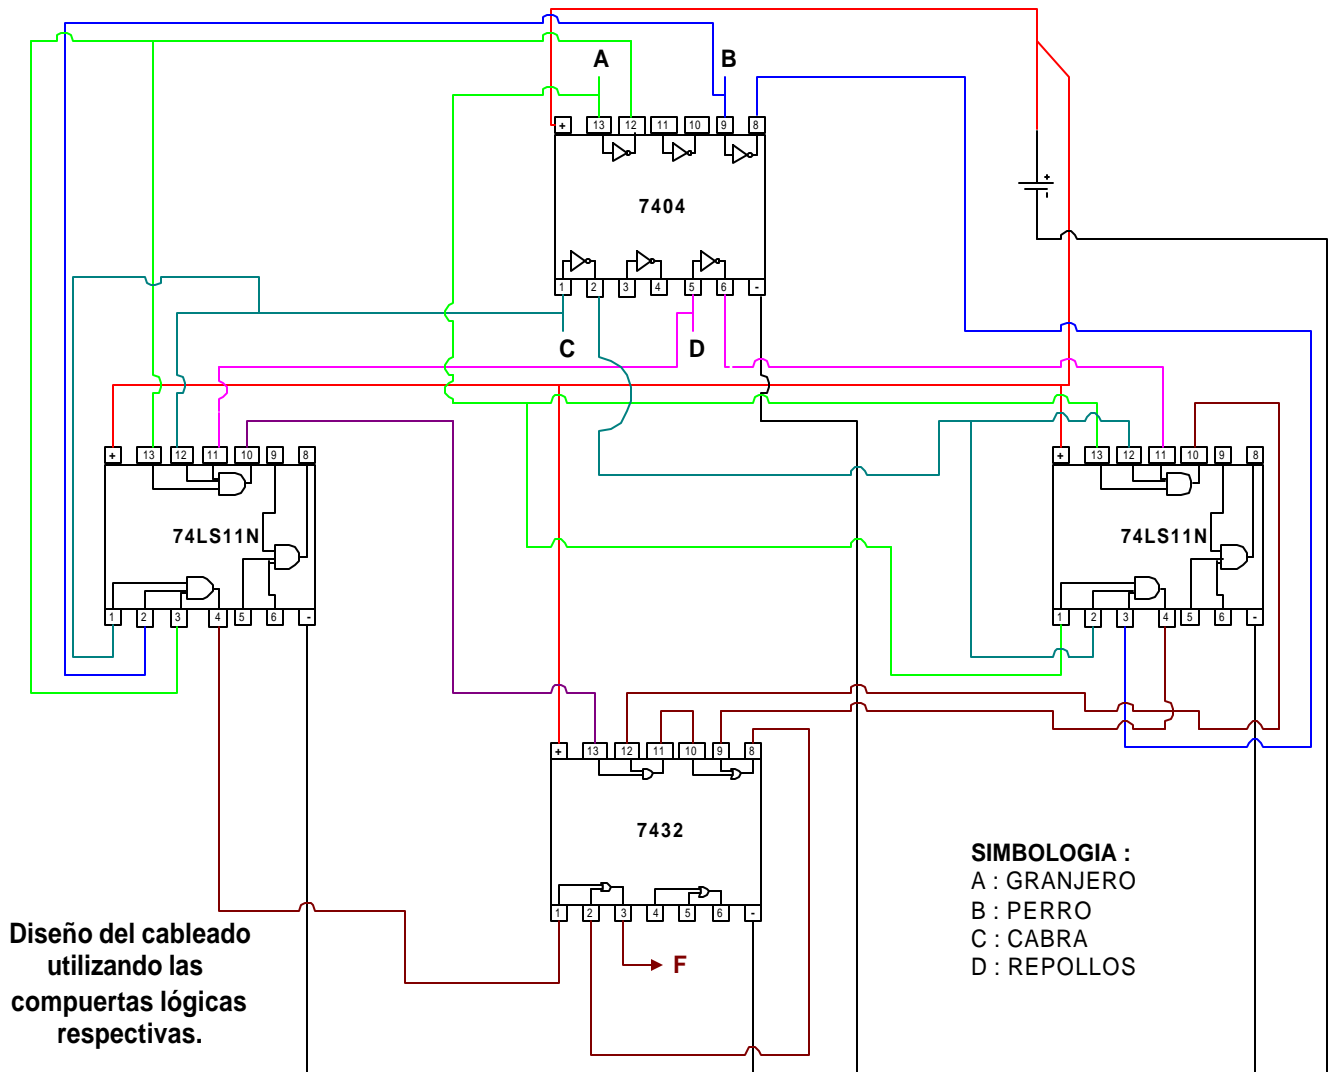 A B
+ 13 12 11 10 9 8
+
-
7404
1 2 3 4 5 6 -
C D
+ 13 12 11 10 9 8
+ 13 12 11 10 9 8
74LS11N
74LS11N
1 2 3 4 5 6 -
1 2 3 4 5 6 -
+ 13 12 11 10 9 8
7432
1 2 3 4 5 6 -
F
SIMBOLOGIA :
A : GRANJERO
B : PERRO
C : CABRA
D : REPOLLOS
Diseño del cableado
utilizando las
compuertas lógicas
respectivas.